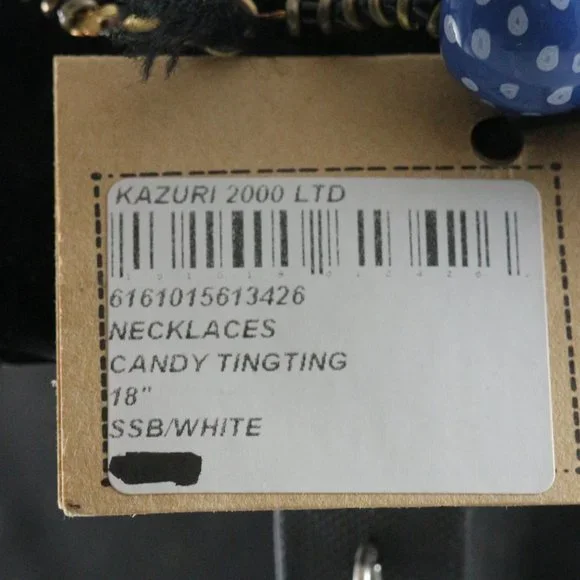 KAZURI 2000 LTD
6161015613426
NECKLACES
CANDY TINGTING
18"
SSB/WHITE